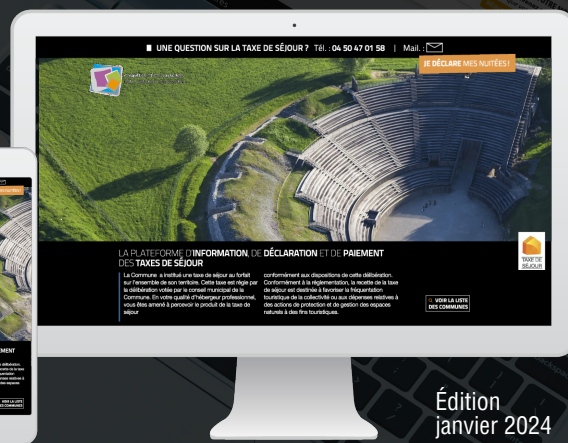 UNE QUESTION SUR LA TAXE DE SÉJOUR ? Tél. : 04 50 47 01 58 | Mail. :
JE DÉCLARE MES NUITÉES !
LA PLATEFORME D'INFORMATION, DE DÉCLARATION ET DE PAIEMENT
DES TAXES DE SÉJOUR
La Commune a institué une taxe de séjour au forfait
sur l'ensemble de son territoire. Cette taxe est régie par
la délibération votée par le conseil municipal de la
Commune. En votre qualité d'hébergeur professionnel,
vous êtes amené à percevoir le produit de la taxe de
séjour
conformément aux dispositions de cette délibération.
Conformément à la réglementation, la recette de la taxe
de séjour est destinée à favoriser la fréquentation
touristique de la collectivité ou aux dépenses relatives à
des actions de protection et de gestion des espaces
naturels à des fins touristiques.
TAXE DE
SÉJOUR
VOIR LA LISTE
DES COMMUNES
EMENT
VOIR LA LISTE
DES COMMUNES
Édition
janvier 2024